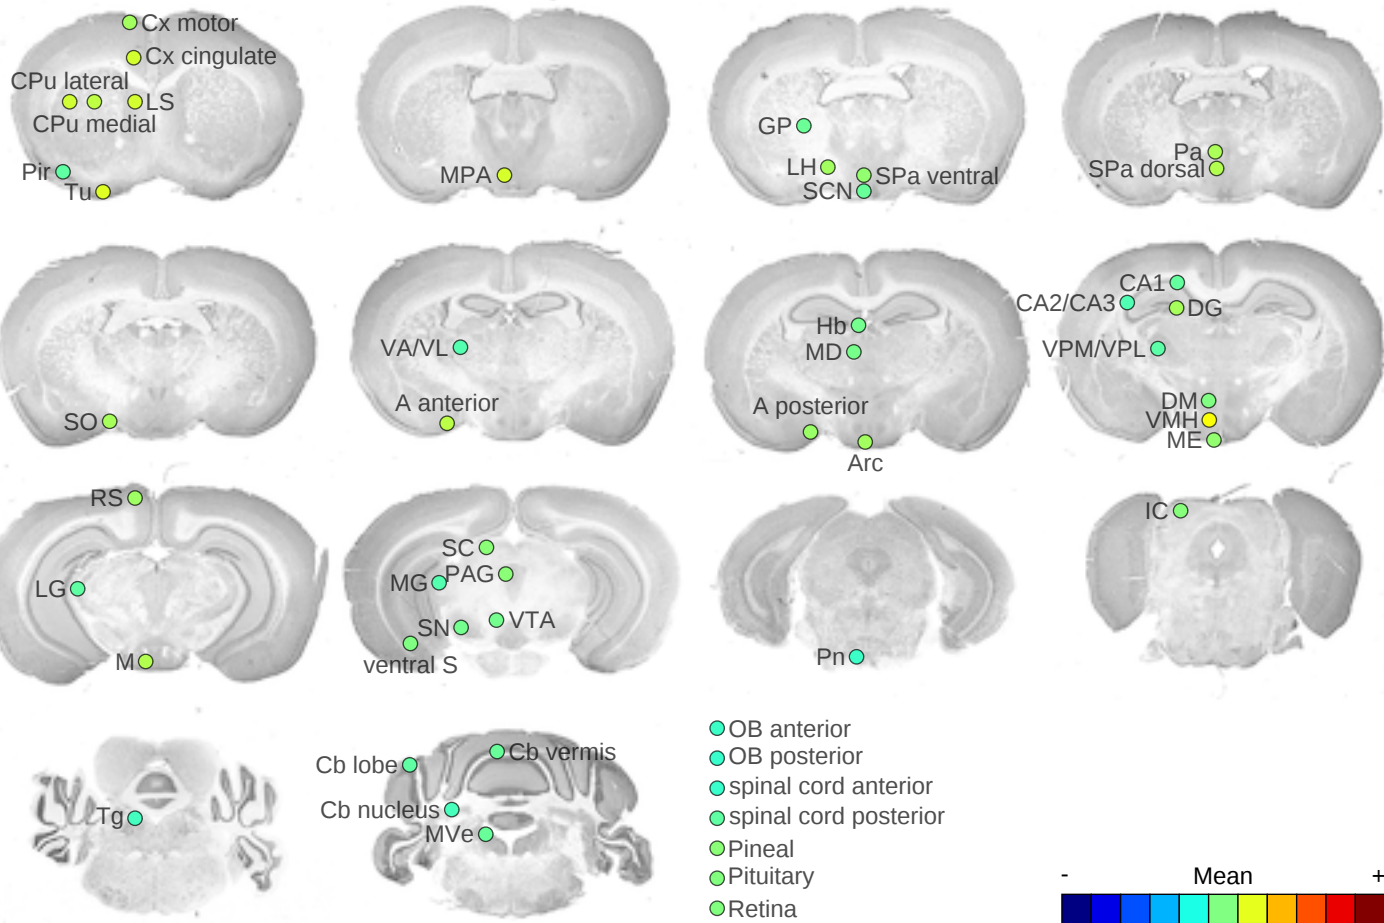 Cx motor
Cx cingulate
CPu lateral
LS
CPu medial
Pir
Tu
MPA
GP
LH
SPa ventral
SCN
Pa
SPa dorsal
SO
VA/VL
A anterior
Hb
MD
A posterior
Arc
CA1
CA2/CA3
DG
VPM/VPL
DM
VMH
ME
RS
LG
M
SC
MG
PAG
SN
VTA
ventral S
Pn
IC
Tg
Cb lobe
Cb vermis
Cb nucleus
MVe
OB anterior
OB posterior
spinal cord anterior
spinal cord posterior
Pineal
Pituitary
Retina
- Mean +